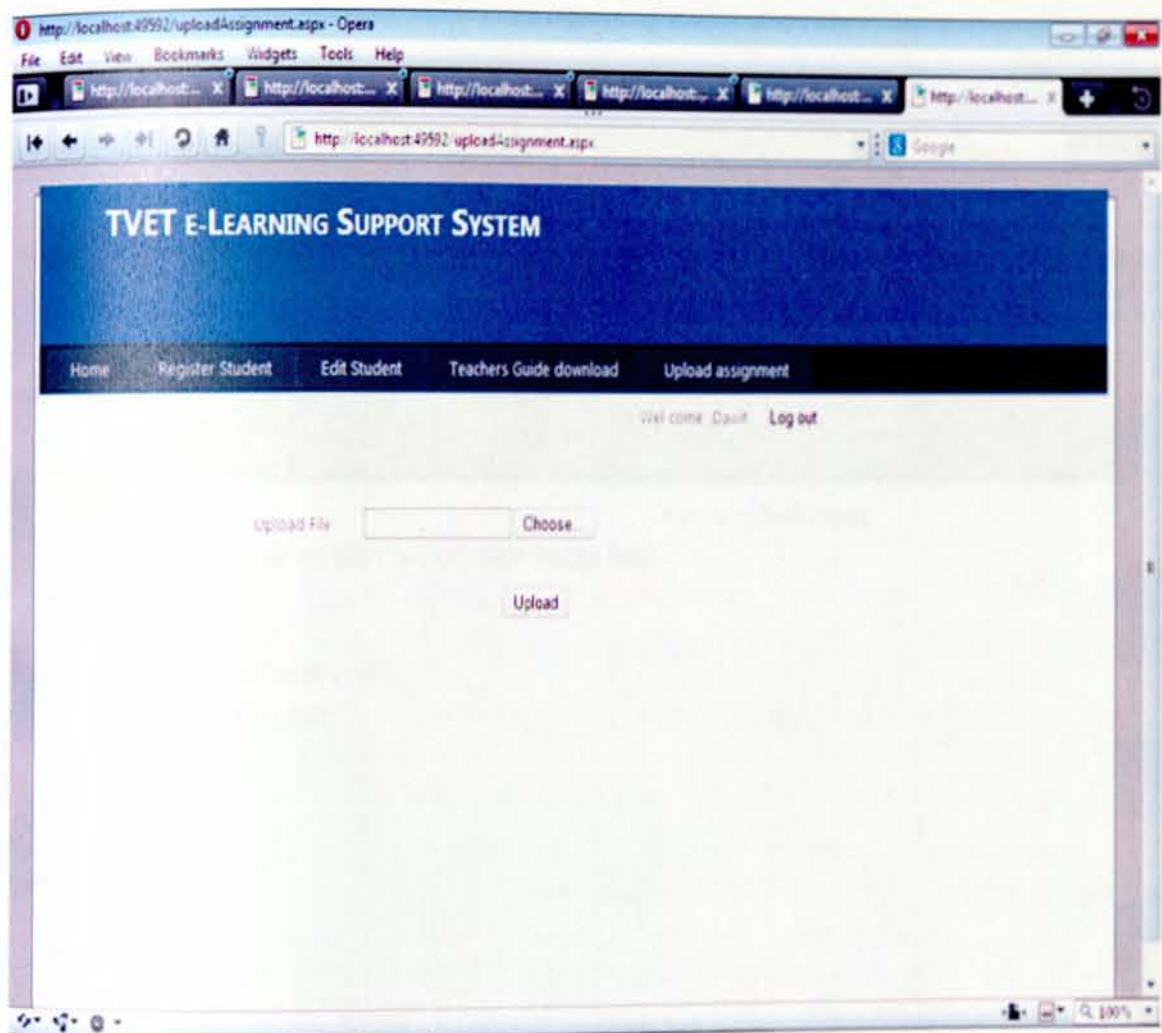 http://localhost:49592/uploadAssignment.aspx - Opera
File Edit View Bookmarks Widgets Tools Help
http://localhost:... X http://localhost:... X http://localhost:... X http://localhost:... X http://localhost:... X http://localhost:... X
http://localhost:49592/uploadAssignment.aspx Google
TVET E-LEARNING SUPPORT SYSTEM
Home Register Student Edit Student Teachers Guide download Upload assignment
Wel come Dawit Log out
Upload File Choose...
Upload
100%